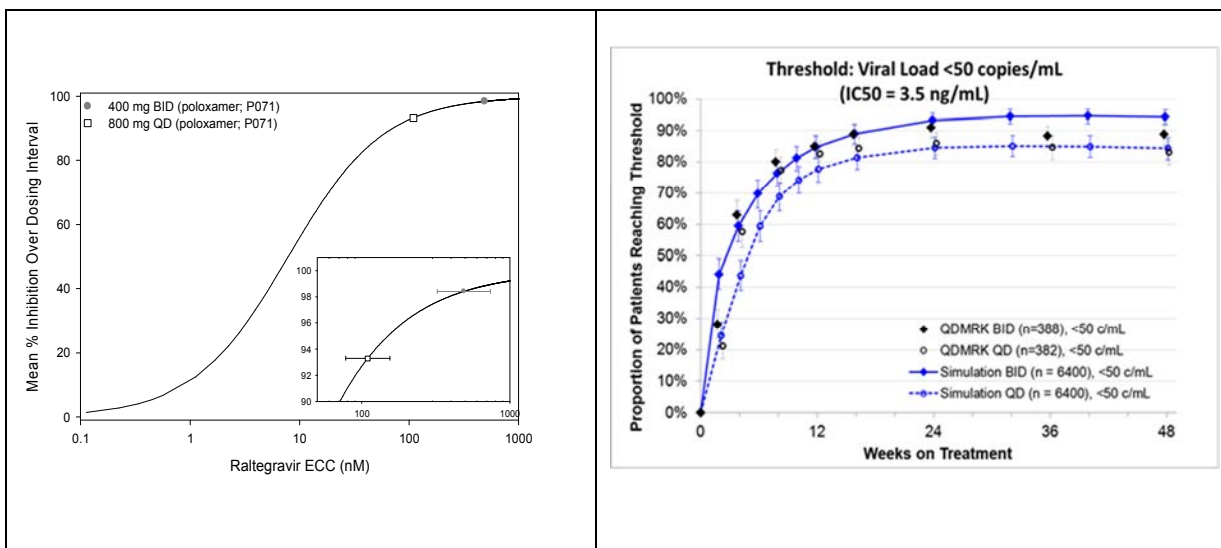 100
80
60
40
20
0
Mean % Inhibition Over Dosing Interval
400 mg BID (poloxamer; P071)
800 mg QD (poloxamer; P071)
100
98
96
94
92
90
100 1000
0.1 1 10 100 1000
Raltegravir ECC (nM)
Threshold: Viral Load <50 copies/mL
(IC50 = 3.5 ng/mL)
Proportion of Patients Reaching Threshold
100%
90%
80%
70%
60%
50%
40%
30%
20%
10%
0%
QDMRK BID (n=388), <50 c/mL
QDMRK QD (n=382), <50 c/mL
Simulation BID (n = 6400), <50 c/mL
Simulation QD (n = 6400), <50 c/mL
0 12 24 36 48
Weeks on Treatment